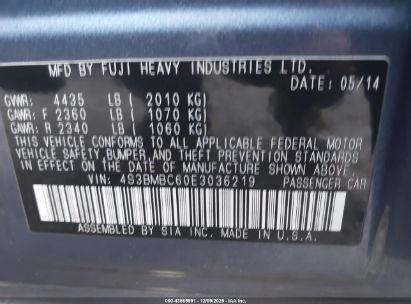 MFD BY FUJI HEAVY INDUSTRIES LTD.
DATE: 05/14
GVWR: 4435 LB ( 2010 KG)
GAWR: F 2360 LB ( 1070 KG)
GAWR: R 2340 LB ( 1060 KG)
THIS VEHICLE CONFORMS TO ALL APPLICABLE FEDERAL MOTOR
VEHICLE SAFETY, BUMPER, AND THEFT PREVENTION STANDARDS
IN EFFECT ON THE DATE OF MANUFACTURE SHOWN ABOVE.
VIN: 4S3BMBC60E3036219 PASSENGER CAR
ASSEMBLED BY SIA INC. MADE IN U.S.A.